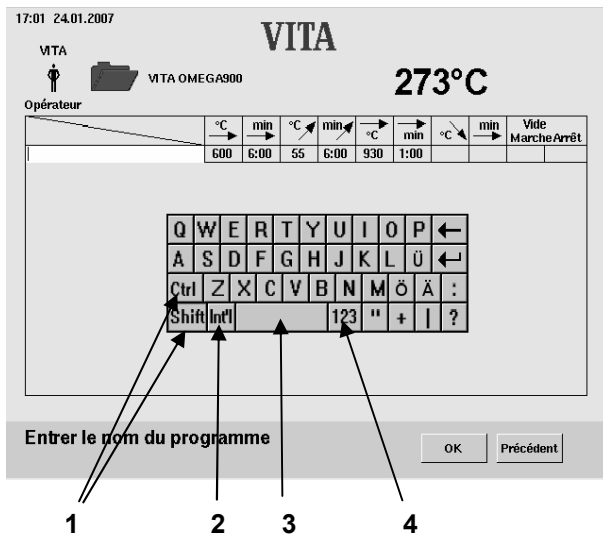 17:01 24.01.2007
VITA
VITA
VITA OMEGA900
273°C
Opérateur
°C min °C min °C min °C min Vide
Marche Arrêt
600 6:00 55 6:00 930 1:00
Q W E R T Y U I O P
A S D F G H J K L Ü
Ctrl Z X C V B N M Ö Ä :
Shift Int'l 123 " + | ?
Entrer le nom du programme
OK Précédent
1 2 3 4